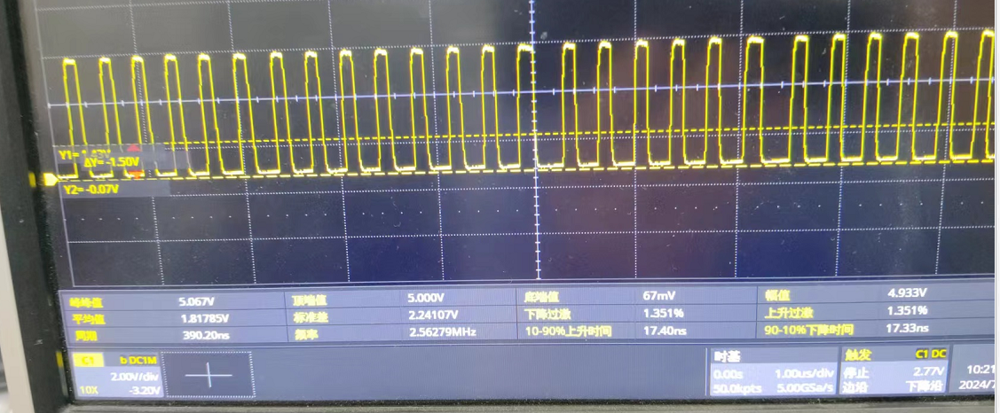 ΔY= -1.50V
Y2= -0.07V
峰峰值 5.067V 顶端值 5.000V 底端值 67mV 幅值 4.933V
平均值 1.81785V 标准差 2.24107V 下降过激 1.351% 上升过激 1.351%
周期 390.20ns 频率 2.56279MHz 10-90%上升时间 17.40ns 90-10%下降时间 17.33ns
C1 b DC1M 时基 触发 C1 DC
2.00V/div 0.00s 1.00us/div 停止 2.77V 10:21
10X -3.20V 50.0kpts 5.00GSa/s 边沿 下降沿 2024/7